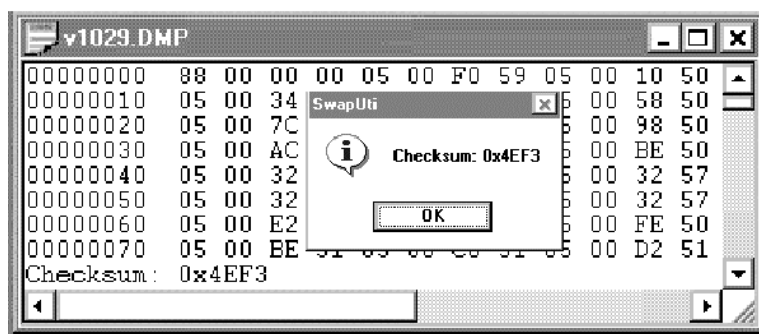 v1029.DMP
00000000 88 00 00 00 05 00 F0 59 05 00 10 50
00000010 05 00 34 00 58 50
00000020 05 00 7C 00 98 50
00000030 05 00 AC 00 BE 50
00000040 05 00 32 00 32 57
00000050 05 00 32 00 32 57
00000060 05 00 E2 00 FE 50
00000070 05 00 BE 00 D2 51
Checksum: 0x4EF3
SwapUti
Checksum: 0x4EF3
OK